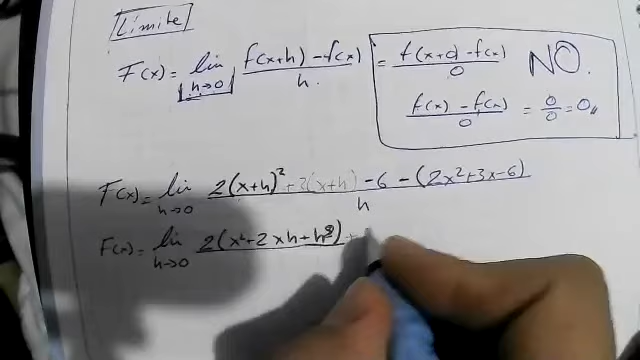 Limite
F(x) = lim h→0 f(x+h) - f(x) / h = f(x+0) - f(x) / 0 NO.
f(x) - f(x) / 0 = 0/0 = 0,,
F(x) = lim h→0 2(x+h)² + 3(x+h) - 6 - (2x²+3x-6) / h
F(x) = lim h→0 2(x²+2xh+h²) +